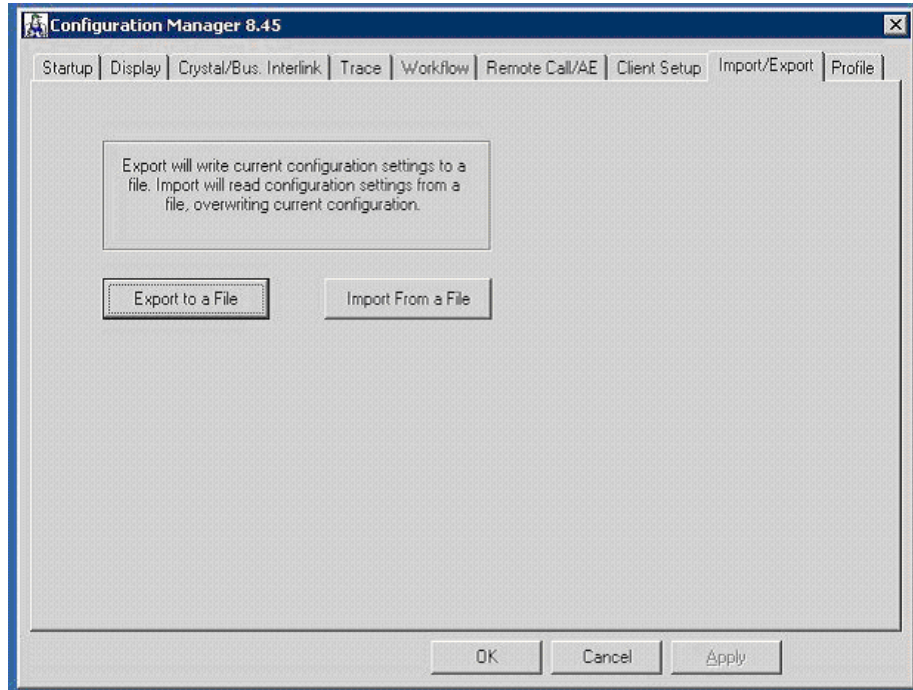 Configuration Manager 8.45
Startup Display Crystal/Bus. Interlink Trace Workflow Remote Call/AE Client Setup Import/Export Profile
Export will write current configuration settings to a
file. Import will read configuration settings from a
file, overwriting current configuration.
Export to a File Import From a File
OK Cancel Apply